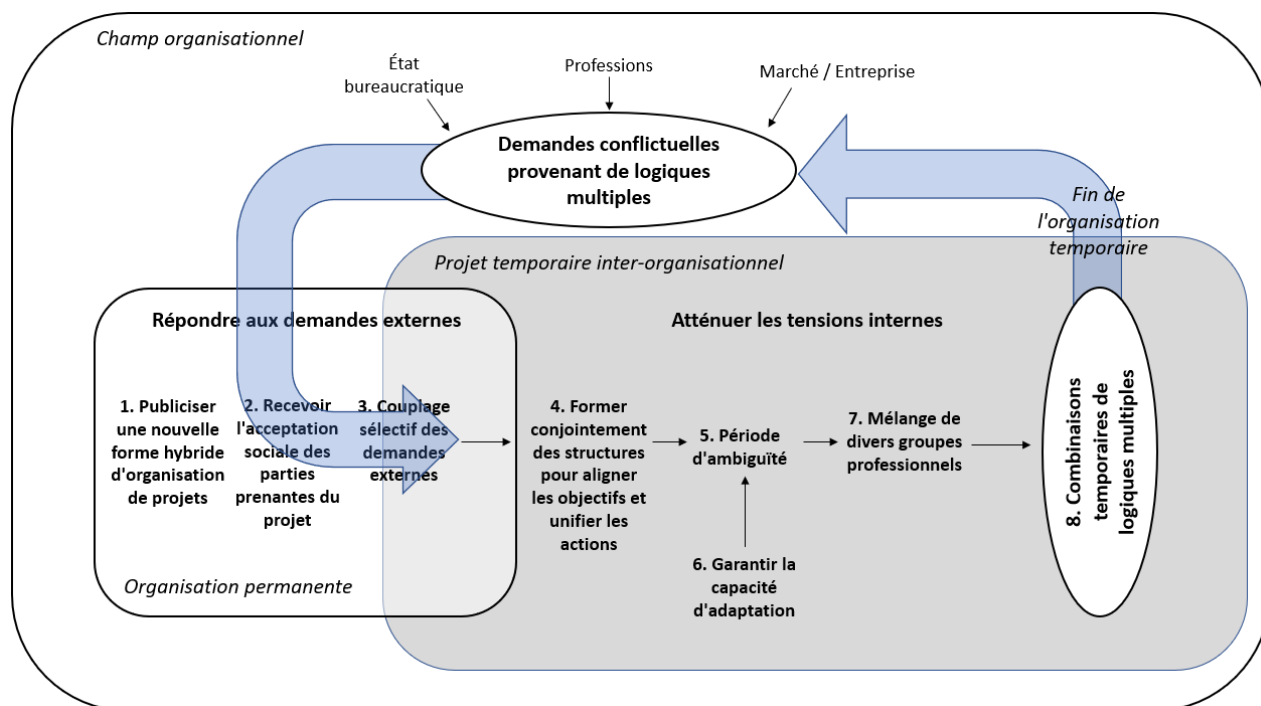 Champ organisationnel
État
bureaucratique
Professions
Marché / Entreprise
Demandes conflictuelles
provenant de logiques
multiples
Fin de
l'organisation
temporaire
Projet temporaire inter-organisationnel
Répondre aux demandes externes
Atténuer les tensions internes
1. Publiciser
une nouvelle
forme hybride
d'organisation
de projets
2. Recevoir
l'acceptation
sociale des
parties
prenantes du
projet
3. Couplage
sélectif des
demandes
externes
4. Former
conjointement
des structures
pour aligner
les objectifs et
unifier les
actions
5. Période
d'ambiguïté
6. Garantir la
capacité
d'adaptation
7. Mélange de
divers groupes
professionnels
8. Combinaisons
temporaires de
logiques multiples
Organisation permanente